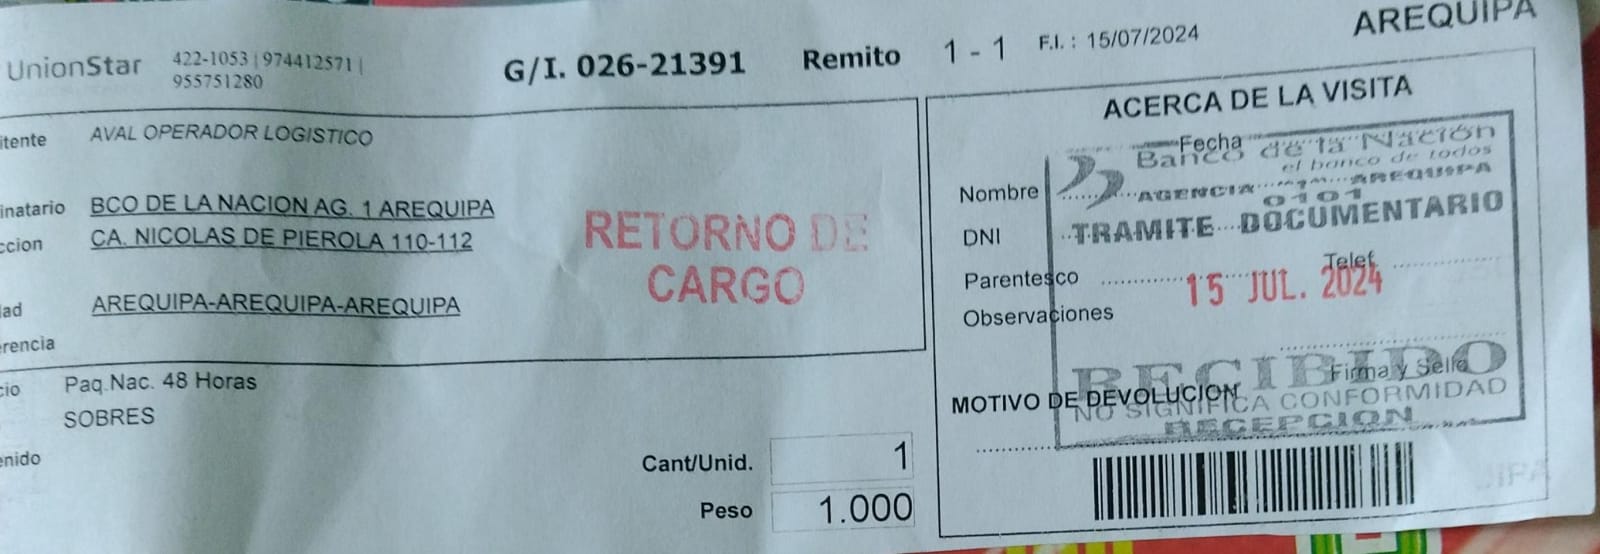 UnionStar
422-1053 | 974412571 |
955751280
G/I. 026-21391
Remito
1 - 1
F.I. : 15/07/2024
AREQUIPA
itente AVAL OPERADOR LOGISTICO
inatario BCO DE LA NACION AG. 1 AREQUIPA
ccion CA. NICOLAS DE PIEROLA 110-112
dad AREQUIPA-AREQUIPA-AREQUIPA
erencia
RETORNO DE
CARGO
cio Paq.Nac. 48 Horas
SOBRES
enido
Cant/Unid. 1
Peso 1.000
ACERCA DE LA VISITA
Fecha
Nombre
DNI
Parentesco
Telef.
Observaciones
Firma y Sello
MOTIVO DE DEVOLUCION
Banco de la Nación
el banco de todos
AGENCIA "1" AREQUIPA
0101
TRAMITE DOCUMENTARIO
15 JUL. 2024
RECIBIDO
NO SIGNIFICA CONFORMIDAD
RECEPCION